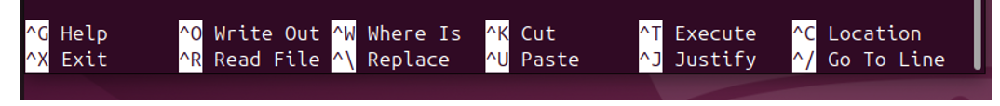 ^G Help ^O Write Out ^W Where Is ^K Cut ^T Execute ^C Location
^X Exit ^R Read File ^\ Replace ^U Paste ^J Justify ^/ Go To Line